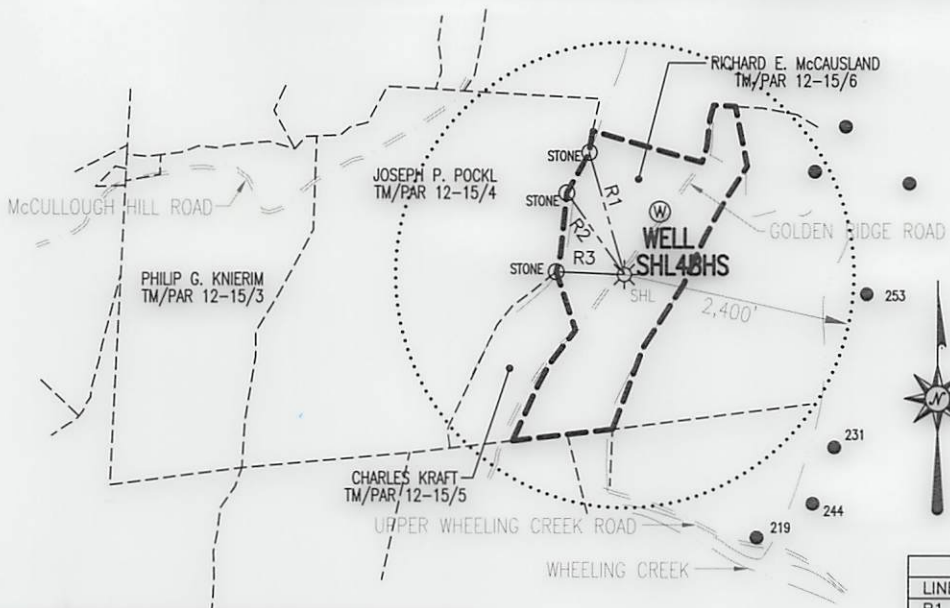 RICHARD E. McCAUSLAND
TM/PAR 12-15/6
JOSEPH P. POCKL
TM/PAR 12-15/4
STONE
STONE
STONE
R1
R2
R3
McCULLOUGH HILL ROAD
W
WELL
SHL4BHS
SHL
GOLDEN RIDGE ROAD
PHILIP G. KNIERIM
TM/PAR 12-15/3
2,400'
253
N
231
244
219
CHARLES KRAFT
TM/PAR 12-15/5
UPPER WHEELING CREEK ROAD
WHEELING CREEK
LINE